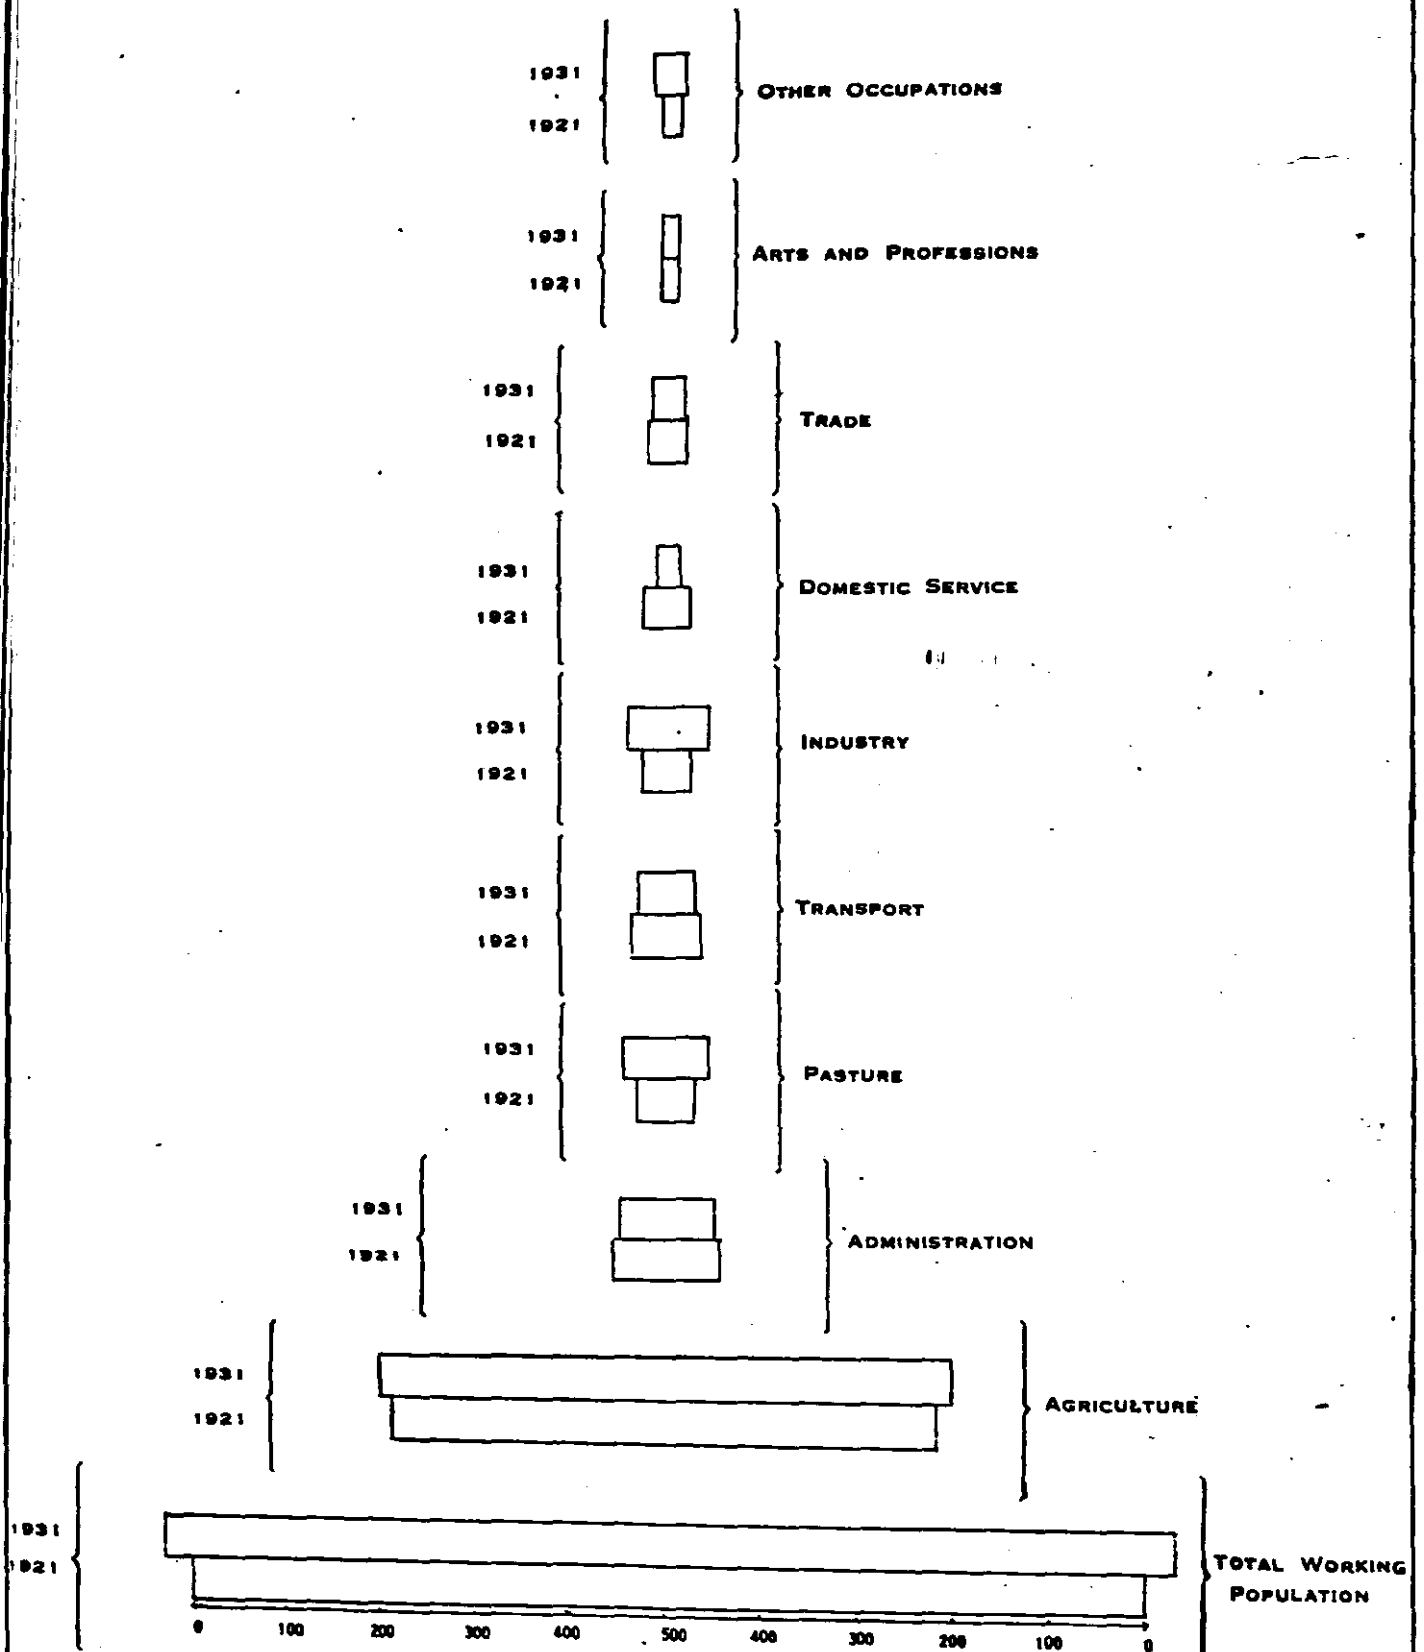 1931
OTHER OCCUPATIONS
1921
1931
ARTS AND PROFESSIONS
1921
1931
TRADE
1921
1931
DOMESTIC SERVICE
1921
1931
INDUSTRY
1921
1931
TRANSPORT
1921
1931
PASTURE
1921
1931
ADMINISTRATION
1921
1931
AGRICULTURE
1921
1931
1921
TOTAL WORKING
POPULATION
0 100 200 300 400 500 400 300 200 100 0